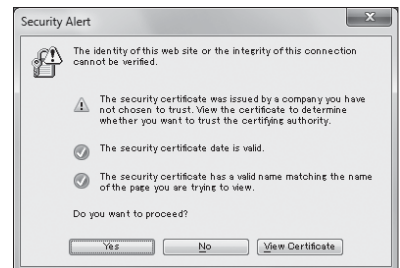 Security Alert
The identity of this web site or the integrity of this connection
cannot be verified.
The security certificate was issued by a company you have
not chosen to trust. View the certificate to determine
whether you want to trust the certifying authority.
The security certificate date is valid.
The security certificate has a valid name matching the name
of the page you are trying to view.
Do you want to proceed?
Yes
No
View Certificate